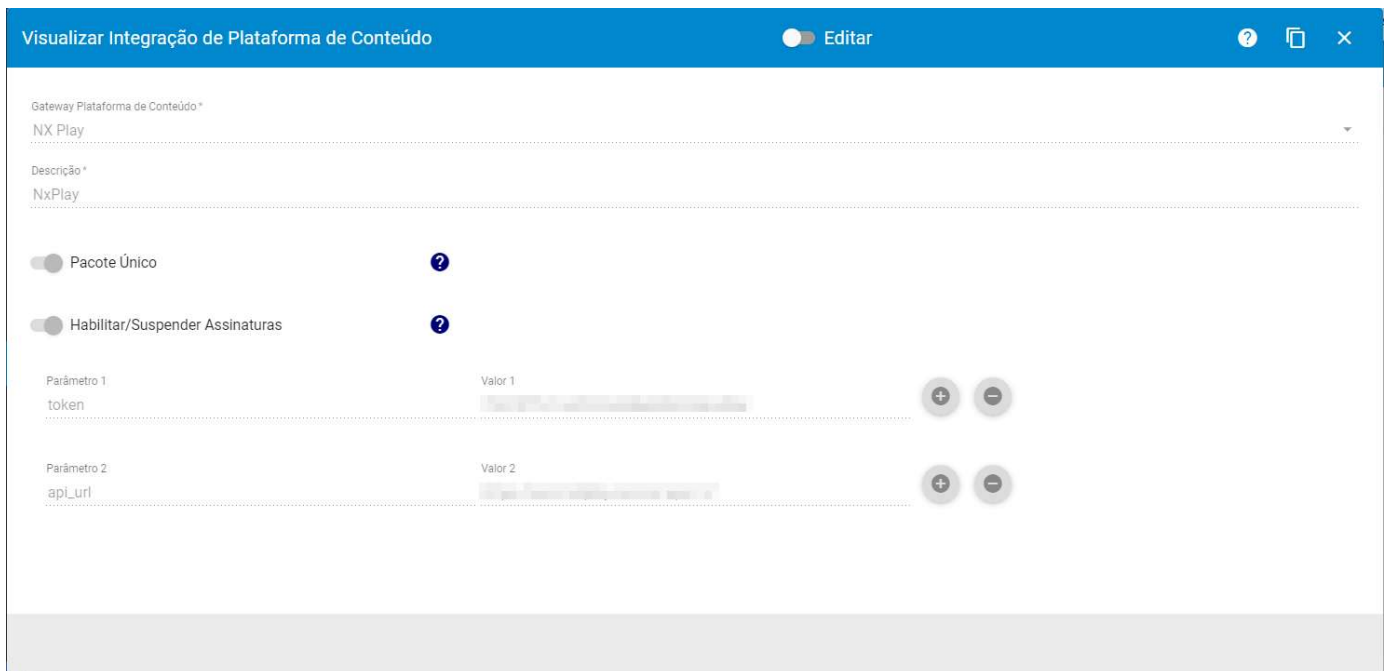 Visualizar Integração de Plataforma de Conteúdo Editar
Gateway Plataforma de Conteúdo *
NX Play
Descrição *
NxPlay
Pacote Único
Habilitar/Suspender Assinaturas
Parâmetro 1 Valor 1
token
Parâmetro 2 Valor 2
api_url